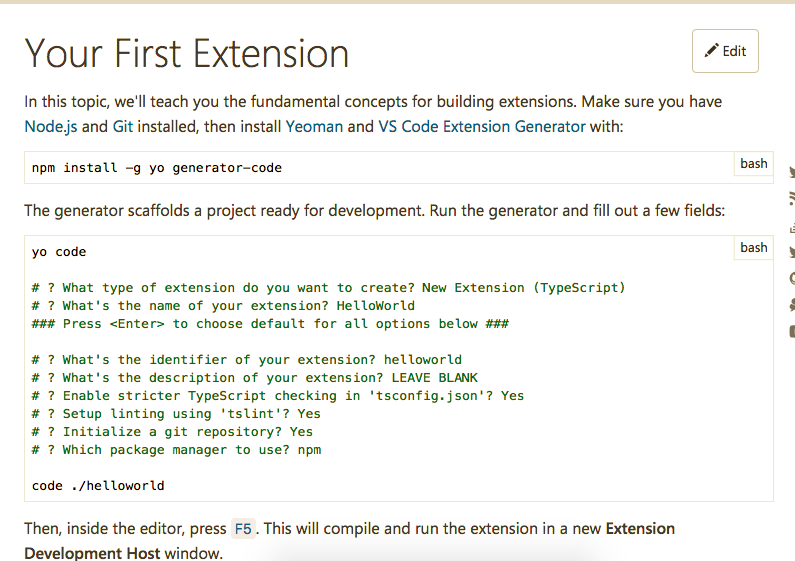 Your First Extension
Edit
In this topic, we'll teach you the fundamental concepts for building extensions. Make sure you have
Node.js and Git installed, then install Yeoman and VS Code Extension Generator with:
npm install -g yo generator-code
bash
The generator scaffolds a project ready for development. Run the generator and fill out a few fields:
yo code
bash
# ? What type of extension do you want to create? New Extension (TypeScript)
# ? What's the name of your extension? HelloWorld
### Press <Enter> to choose default for all options below ###
# ? What's the identifier of your extension? helloworld
# ? What's the description of your extension? LEAVE BLANK
# ? Enable stricter TypeScript checking in 'tsconfig.json'? Yes
# ? Setup linting using 'tslint'? Yes
# ? Initialize a git repository? Yes
# ? Which package manager to use? npm
code ./helloworld
Then, inside the editor, press F5. This will compile and run the extension in a new Extension
Development Host window.